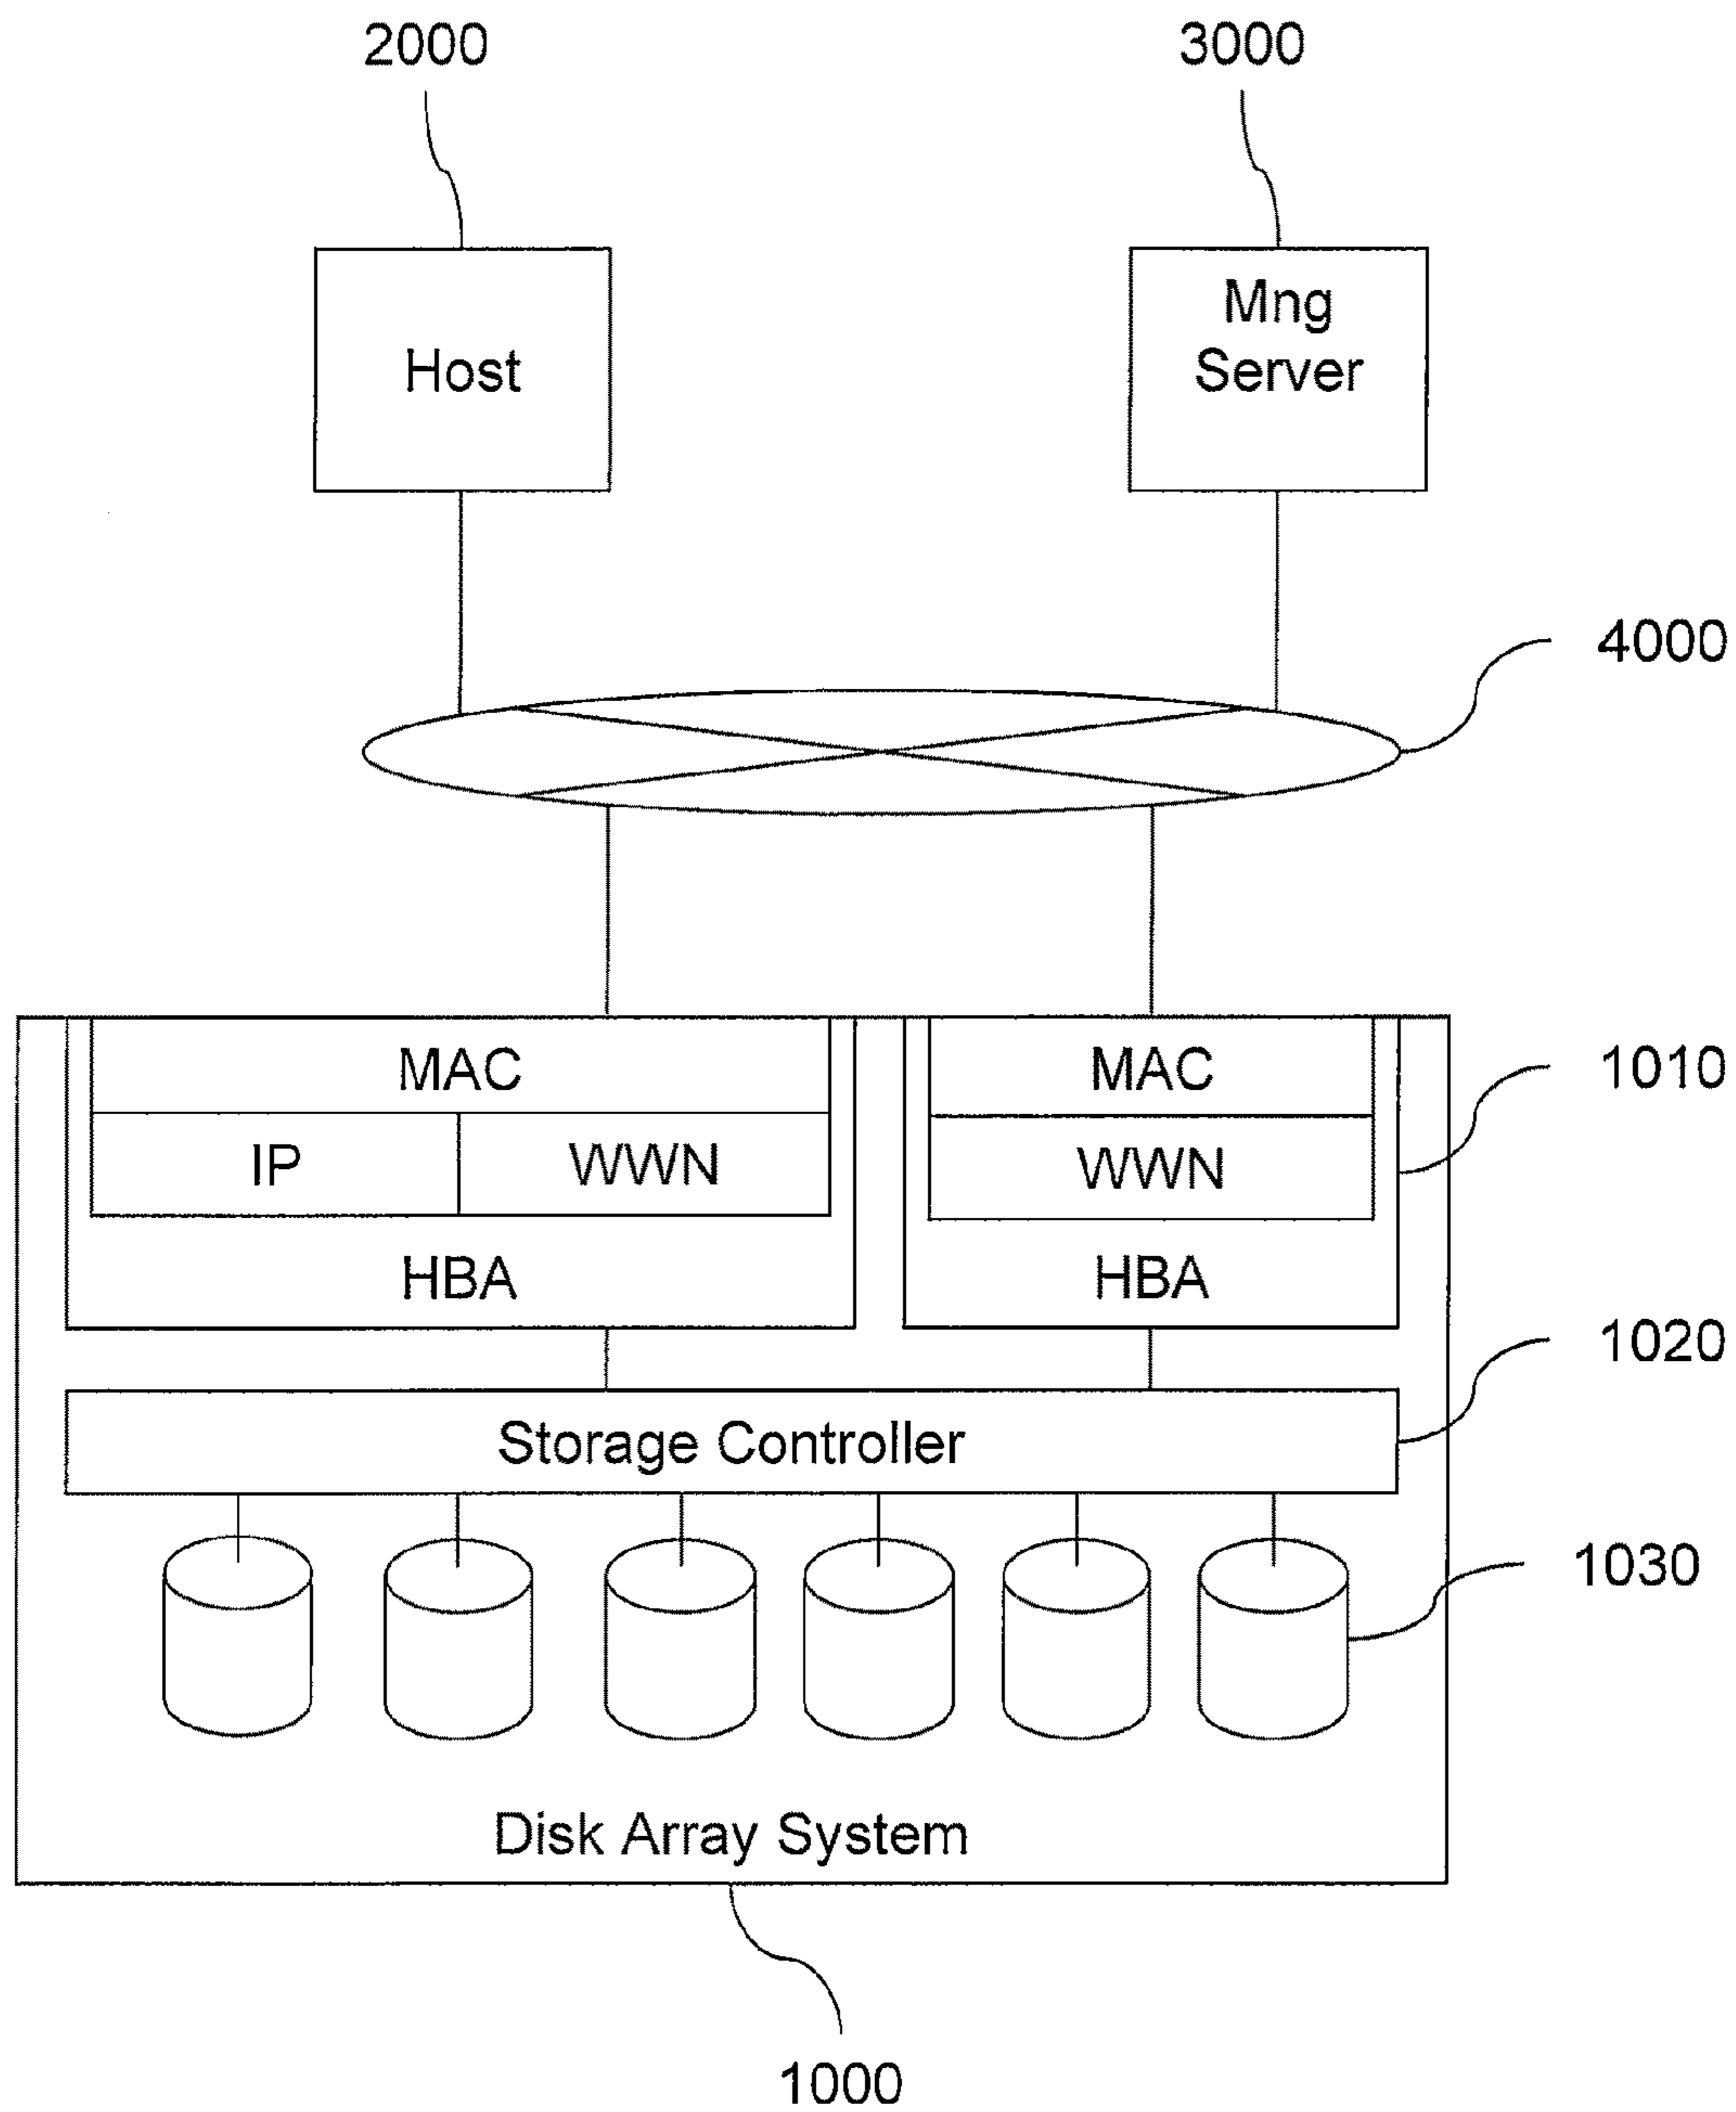 2000
3000
Host
Mng
Server
4000
MAC
MAC
1010
IP
WWN
WWN
HBA
HBA
1020
Storage Controller
1030
Disk Array System
1000